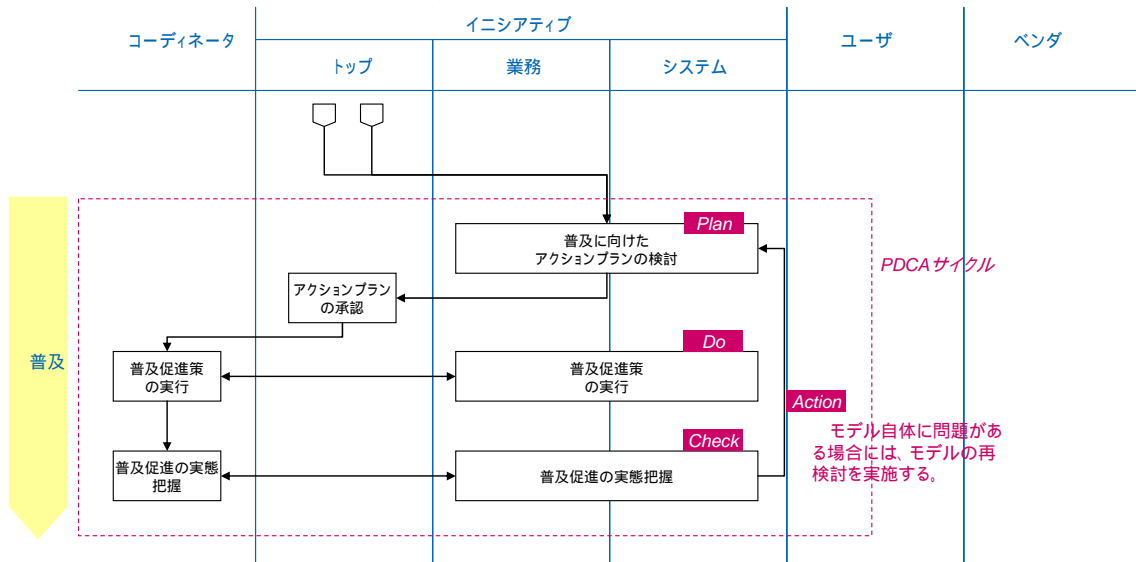 コーディネータ
イニシアティブ
トップ
業務
システム
ユーザ
ベンダ
普及
Plan
普及に向けた
アクションプランの検討
PDCAサイクル
アクションプラン
の承認
Do
普及促進策
の実行
普及促進策
の実行
Action
モデル自体に問題があ
る場合には、モデルの再
検討を実施する。
Check
普及促進の実態
把握
普及促進の実態把握